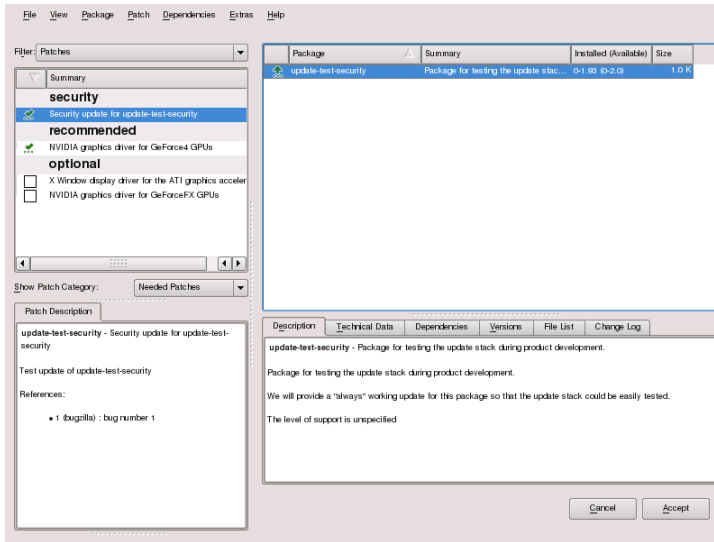 File View Package Patch Dependencies Extras Help
Filter: Patches
Summary
security
Security update for update-test-security
recommended
NVIDIA graphics driver for GeForce4 GPUs
optional
X Window display driver for the ATI graphics acceler
NVIDIA graphics driver for GeForceFX GPUs
Show Patch Category: Needed Patches
Patch Description
update-test-security - Security update for update-test-
security
Test update of update-test-security
References:
• 1 (bugzilla) : bug number 1
Package Summary Installed (Available) Size
update-test-security Package for testing the update stac... 0-1.93 (0-2.0) 1.0 K
Description Technical Data Dependencies Versions File List Change Log
update-test-security - Package for testing the update stack during product development.
Package for testing the update stack during product development.
We will provide a "always" working update for this package so that the update stack could be easily tested.
The level of support is unspecified
Cancel Accept